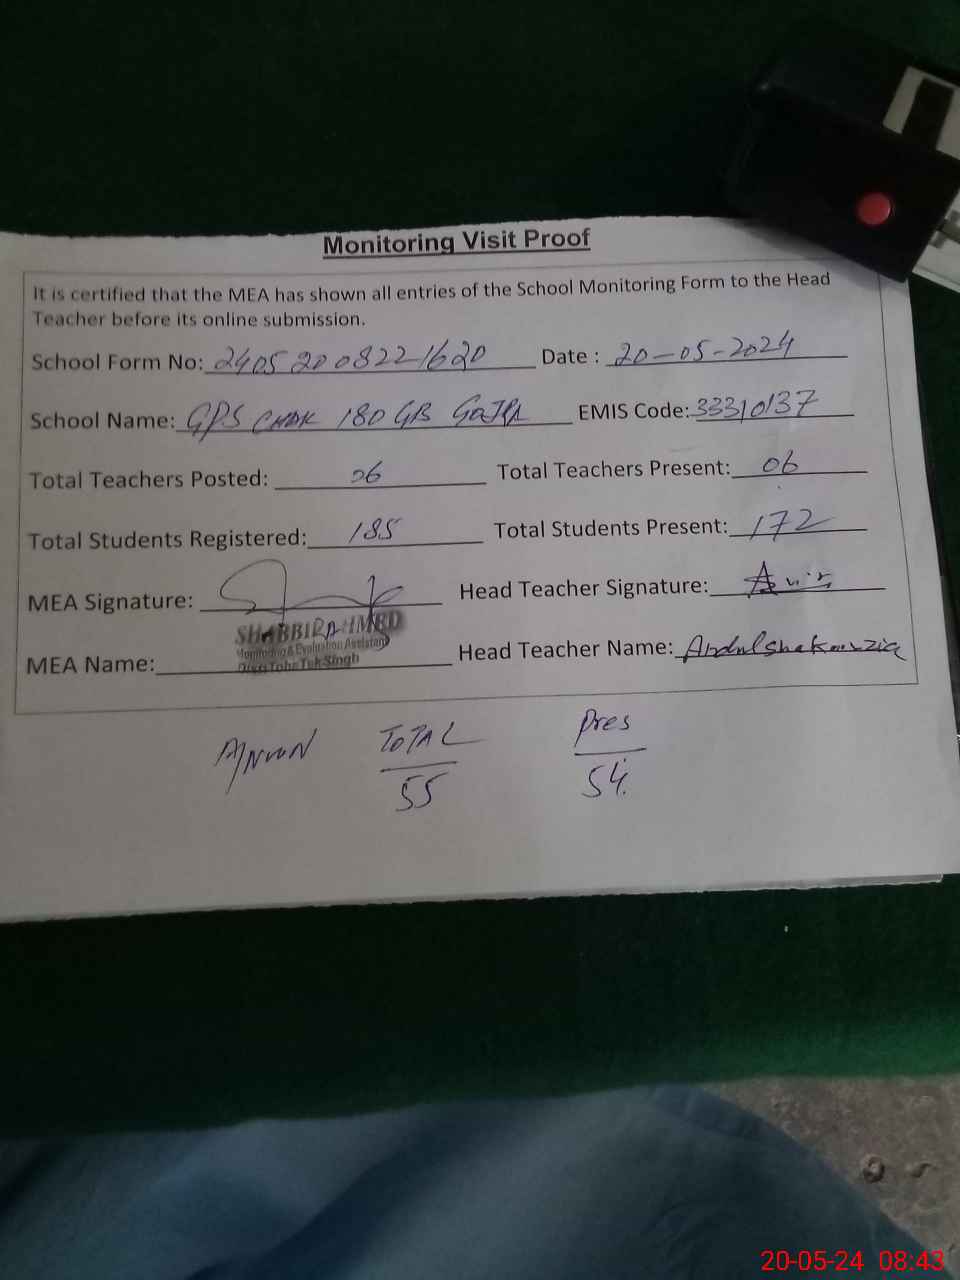 Monitoring Visit Proof
It is certified that the MEA has shown all entries of the School Monitoring Form to the Head
Teacher before its online submission.
School Form No: 24052008221620 Date : 20-05-2024
School Name: GPS CHAK 180 GB GOJRA EMIS Code: 33310137
Total Teachers Posted: 06 Total Teachers Present: 06
Total Students Registered: 185 Total Students Present: 172
MEA Signature: Head Teacher Signature:
SHABBIR AHMED
Monitoring & Evaluation Assistant
Distt Toba Tek Singh
MEA Name: Head Teacher Name: Abdul Shakoor Zia
TOTAL Pres
55 54
20-05-24 08:43